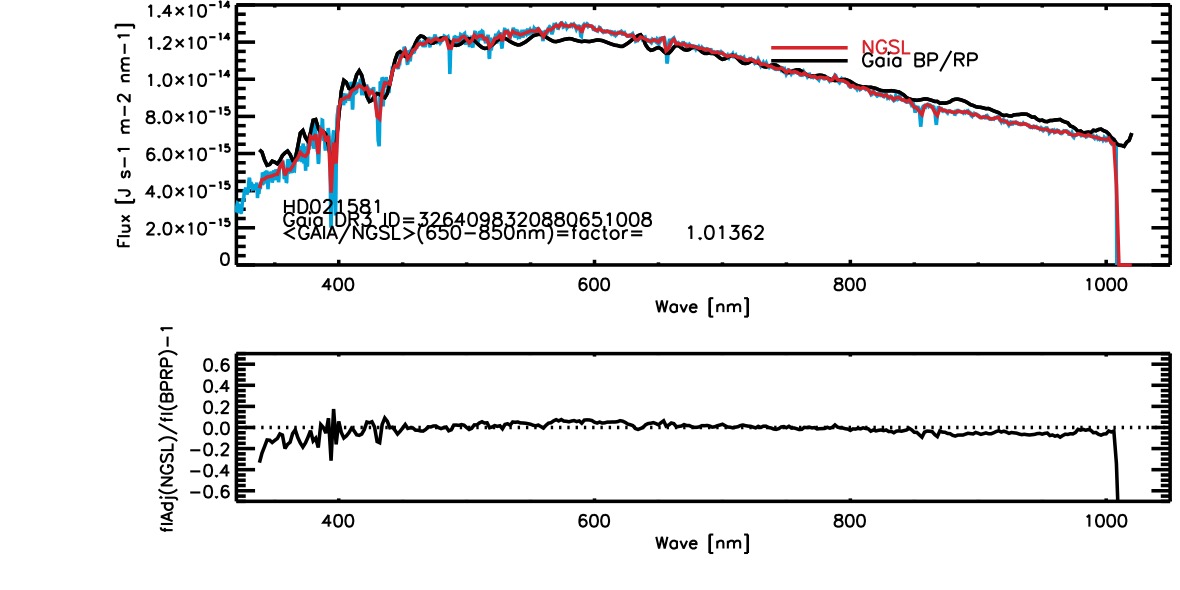 1.4×10−14
1.2×10−14
1.0×10−14
8.0×10−15
6.0×10−15
4.0×10−15
2.0×10−15
0
Flux [J s−1 m−2 nm−1]
NGSL
Gaia BP/RP
HD021581
Gaia DR3 ID=3264098320880651008
<GAIA/NGSL>(650−850nm)=factor= 1.01362
400 600 800 1000
Wave [nm]
0.6
0.4
0.2
0.0
−0.2
−0.4
−0.6
flAdj(NGSL)/fl(BPRP)−1
400 600 800 1000
Wave [nm]